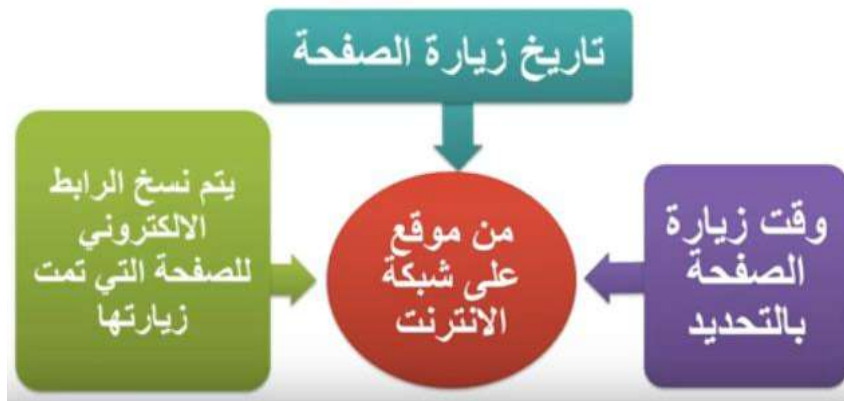 تاريخ زيارة الصفحة
وقت زيارة
الصفحة
بالتحديد
من موقع
على شبكة
الانترنت
يتم نسخ الرابط
الالكتروني
للصفحة التي تمت
زيارتها